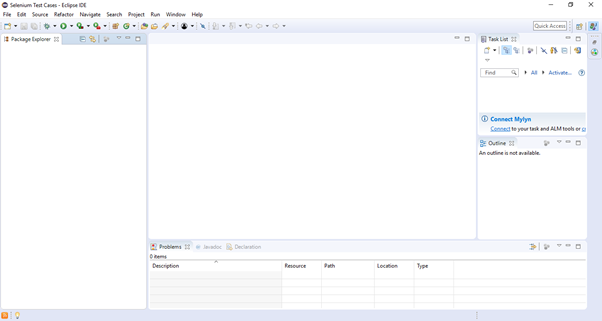 Selenium Test Cases - Eclipse IDE
File Edit Source Refactor Navigate Search Project Run Window Help
Quick Access
Package Explorer
Task List
Find All Activate...
Connect Mylyn
Connect to your task and ALM tools or
Outline
An outline is not available.
Problems Javadoc Declaration
0 items
Description Resource Path Location Type